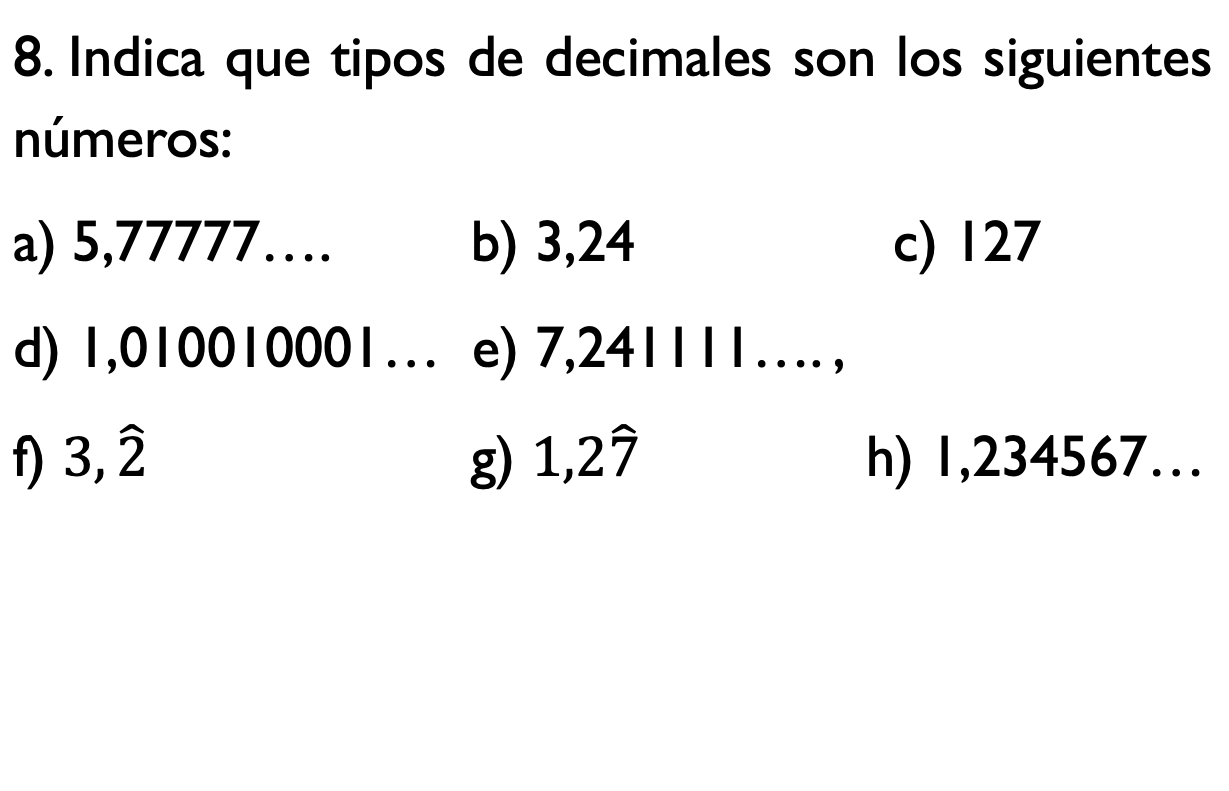 8. Indica que tipos de decimales son los siguientes
números:
a) 5,77777…. b) 3,24 c) 127
d) 1,010010001… e) 7,241111….,
f) 3, 2̂ g) 1,27̂ h) 1,234567…